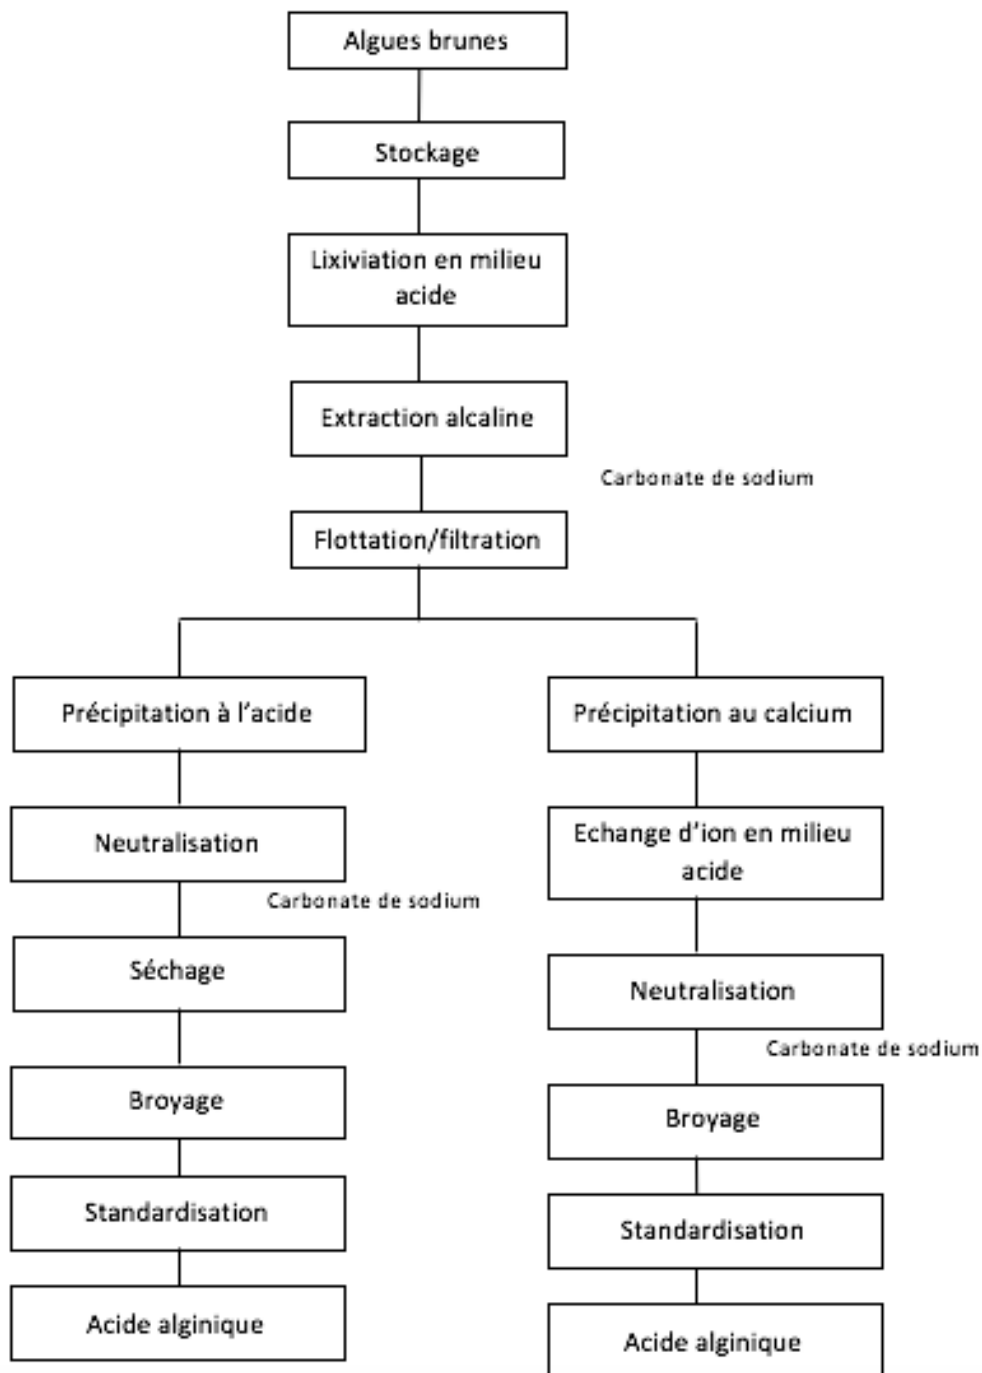 Algues brunes
Stockage
Lixiviation en milieu
acide
Extraction alcaline
Carbonate de sodium
Flottation/filtration
Précipitation à l'acide
Neutralisation
Carbonate de sodium
Séchage
Broyage
Standardisation
Acide alginique
Précipitation au calcium
Echange d'ion en milieu
acide
Neutralisation
Carbonate de sodium
Broyage
Standardisation
Acide alginique